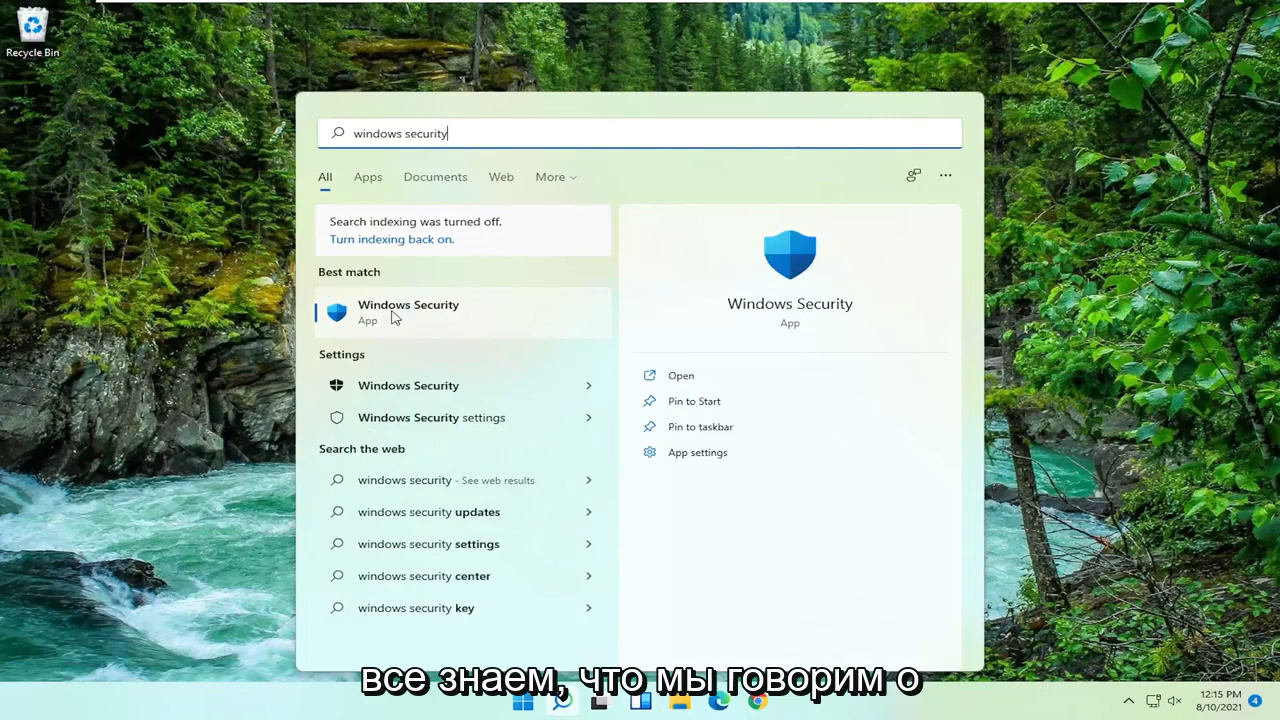 Recycle Bin
windows security
All Apps Documents Web More
Search indexing was turned off.
Turn indexing back on.
Best match
Windows Security
App
Settings
Windows Security
Windows Security settings
Search the web
windows security - See web results
windows security updates
windows security settings
windows security center
windows security key
Windows Security
App
Open
Pin to Start
Pin to taskbar
App settings
все знаем, что мы говорим о
12:15 PM
8/10/2021
4